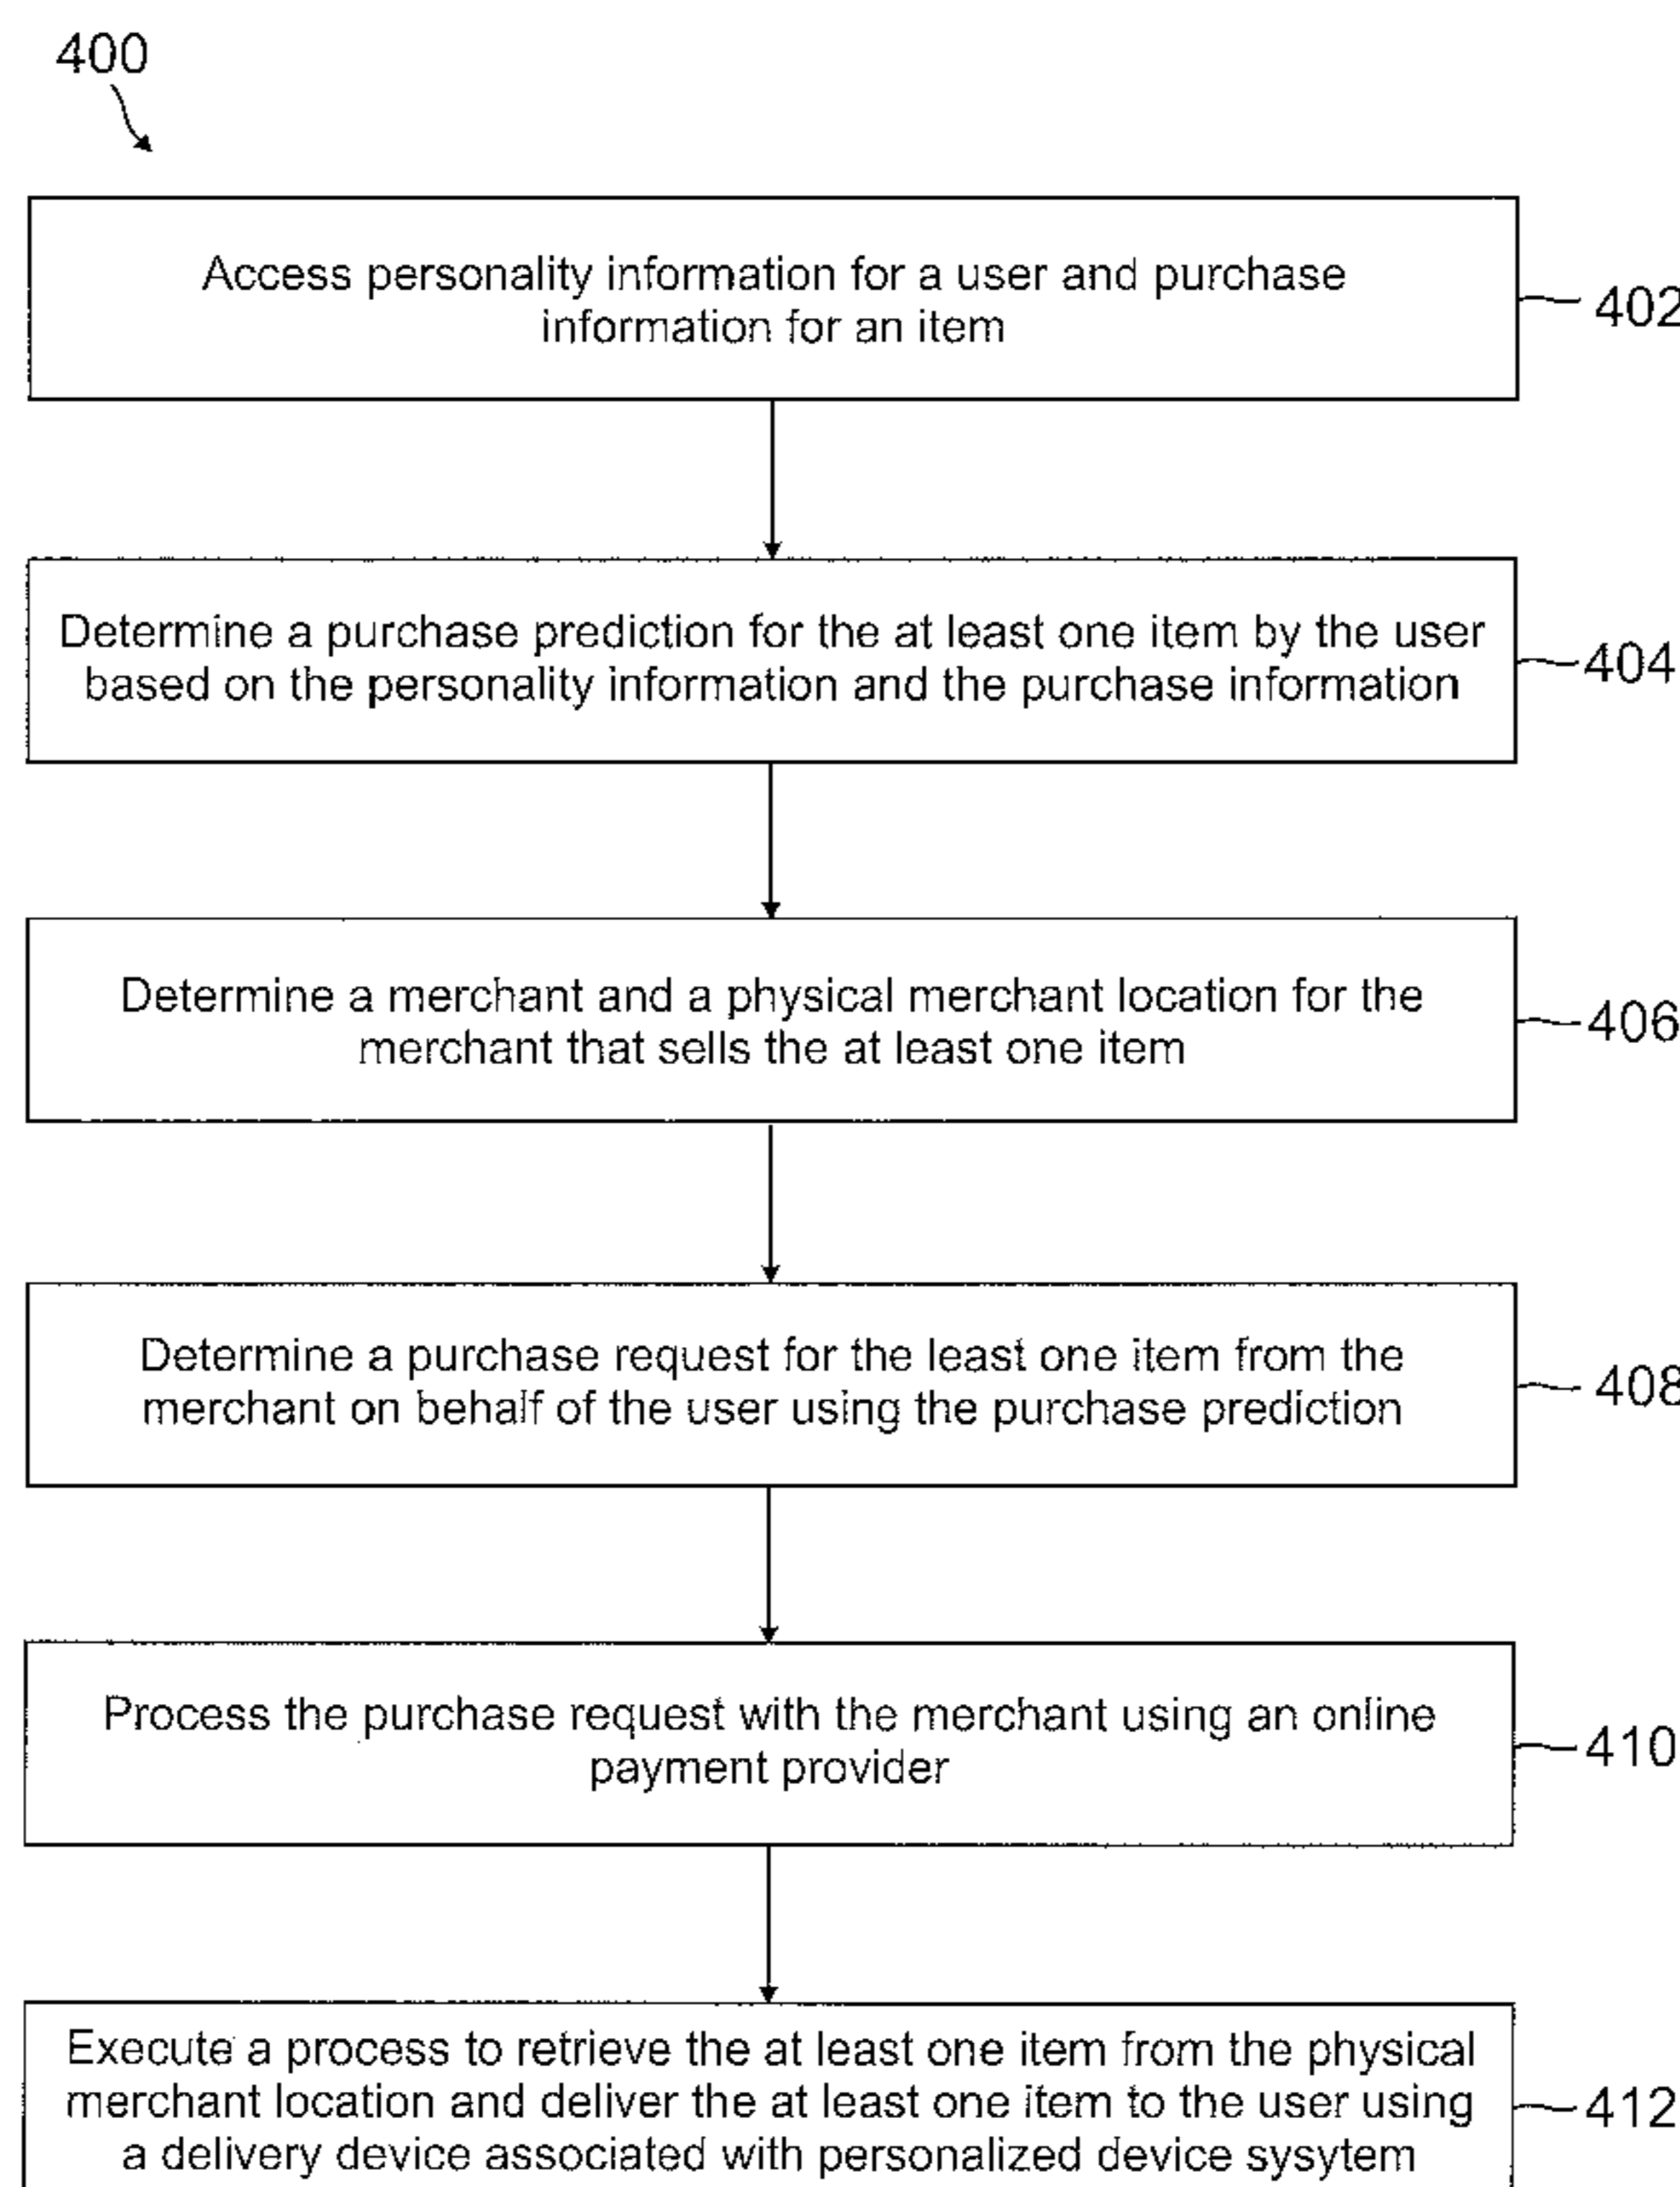 400
Access personality information for a user and purchase
information for an item
402
Determine a purchase prediction for the at least one item by the user
based on the personality information and the purchase information
404
Determine a merchant and a physical merchant location for the
merchant that sells the at least one item
406
Determine a purchase request for the least one item from the
merchant on behalf of the user using the purchase prediction
408
Process the purchase request with the merchant using an online
payment provider
410
Execute a process to retrieve the at least one item from the physical
merchant location and deliver the at least one item to the user using
a delivery device associated with personalized device sysytem
412